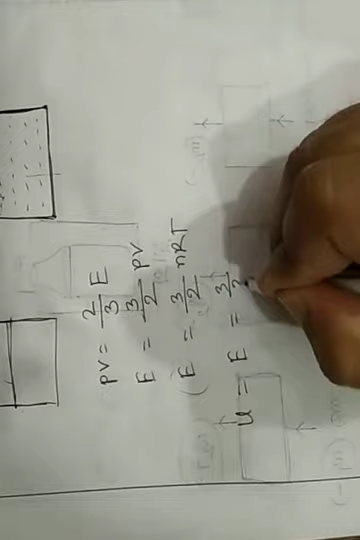 PV = 2/3 E
E = 3/2 PV
(E = 3/2 nRT
U = E = 3/2